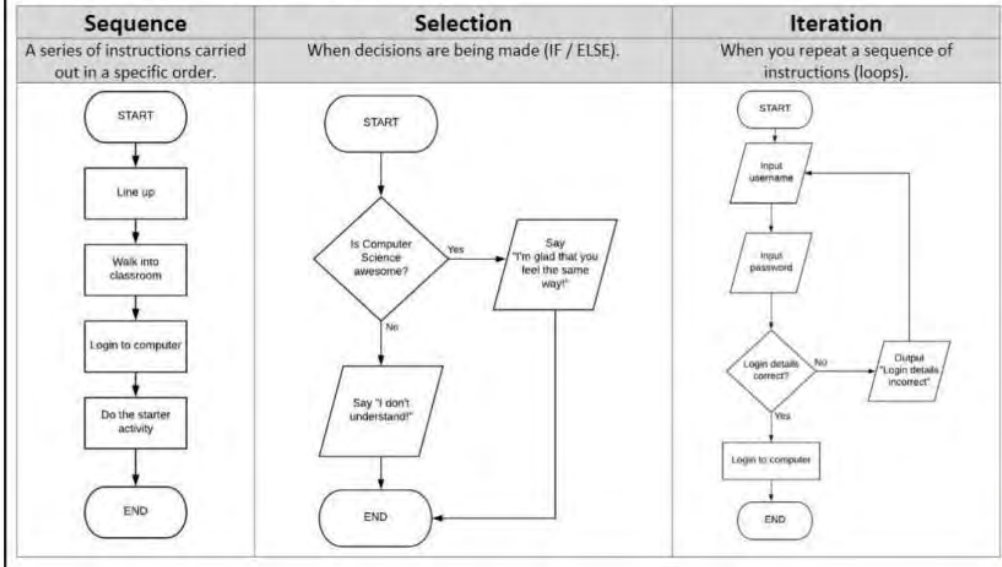 Sequence
A series of instructions carried
out in a specific order.
START
Line up
Walk into
classroom
Login to computer
Do the starter
activity
END
Selection
When decisions are being made (IF / ELSE).
START
Is Computer
Science
awesome?
Yes
Say
"I'm glad that you
feel the same
way!"
No
Say "I don't
understand!"
END
Iteration
When you repeat a sequence of
instructions (loops).
START
Input
username
Input
password
Login details
correct?
No
Output
"Login details
incorrect"
Yes
Login to computer
END